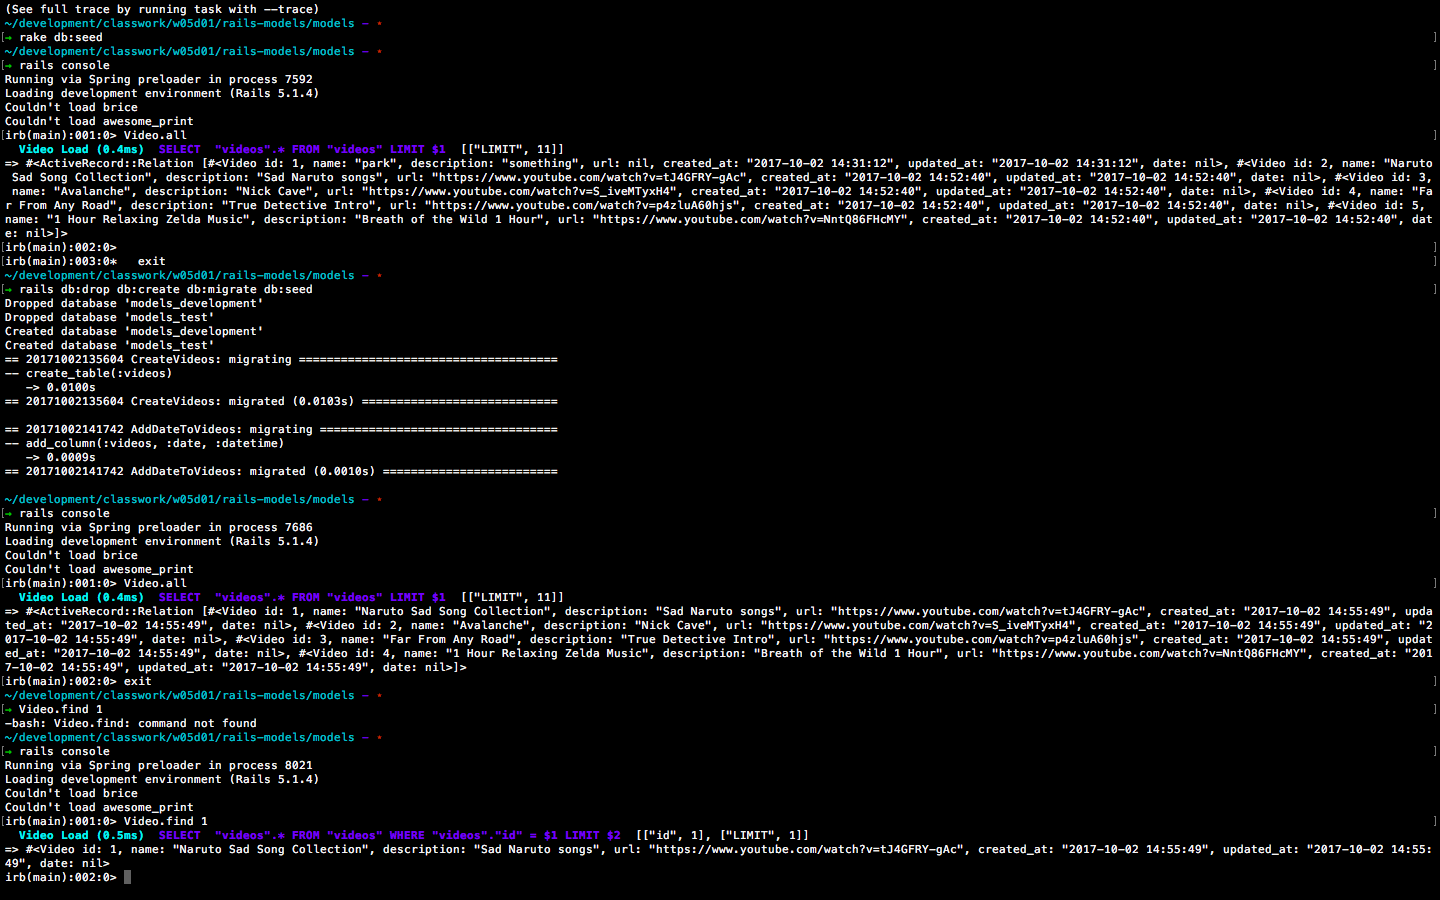 (See full trace by running task with --trace)
~/development/classwork/w05d01/rails-models/models — ⋆
[→ rake db:seed ]
~/development/classwork/w05d01/rails-models/models — ⋆
[→ rails console ]
Running via Spring preloader in process 7592
Loading development environment (Rails 5.1.4)
Couldn't load brice
Couldn't load awesome_print
[irb(main):001:0> Video.all ]
  Video Load (0.4ms)  SELECT  "videos".* FROM "videos" LIMIT $1  [["LIMIT", 11]]
=> #<ActiveRecord::Relation [#<Video id: 1, name: "park", description: "something", url: nil, created_at: "2017-10-02 14:31:12", updated_at: "2017-10-02 14:31:12", date: nil>, #<Video id: 2, name: "Naruto
 Sad Song Collection", description: "Sad Naruto songs", url: "https://www.youtube.com/watch?v=tJ4GFRY-gAc", created_at: "2017-10-02 14:52:40", updated_at: "2017-10-02 14:52:40", date: nil>, #<Video id: 3,
 name: "Avalanche", description: "Nick Cave", url: "https://www.youtube.com/watch?v=S_iveMTyxH4", created_at: "2017-10-02 14:52:40", updated_at: "2017-10-02 14:52:40", date: nil>, #<Video id: 4, name: "Fa
r From Any Road", description: "True Detective Intro", url: "https://www.youtube.com/watch?v=p4zluA60hjs", created_at: "2017-10-02 14:52:40", updated_at: "2017-10-02 14:52:40", date: nil>, #<Video id: 5,
name: "1 Hour Relaxing Zelda Music", description: "Breath of the Wild 1 Hour", url: "https://www.youtube.com/watch?v=NntQ86FHcMY", created_at: "2017-10-02 14:52:40", updated_at: "2017-10-02 14:52:40", dat
e: nil>]>
[irb(main):002:0> ]
[irb(main):003:0*   exit ]
~/development/classwork/w05d01/rails-models/models — ⋆
[→ rails db:drop db:create db:migrate db:seed ]
Dropped database 'models_development'
Dropped database 'models_test'
Created database 'models_development'
Created database 'models_test'
== 20171002135604 CreateVideos: migrating =====================================
-- create_table(:videos)
   -> 0.0100s
== 20171002135604 CreateVideos: migrated (0.0103s) ============================
== 20171002141742 AddDateToVideos: migrating ==================================
-- add_column(:videos, :date, :datetime)
   -> 0.0009s
== 20171002141742 AddDateToVideos: migrated (0.0010s) =========================
~/development/classwork/w05d01/rails-models/models — ⋆
[→ rails console ]
Running via Spring preloader in process 7686
Loading development environment (Rails 5.1.4)
Couldn't load brice
Couldn't load awesome_print
[irb(main):001:0> Video.all ]
  Video Load (0.4ms)  SELECT  "videos".* FROM "videos" LIMIT $1  [["LIMIT", 11]]
=> #<ActiveRecord::Relation [#<Video id: 1, name: "Naruto Sad Song Collection", description: "Sad Naruto songs", url: "https://www.youtube.com/watch?v=tJ4GFRY-gAc", created_at: "2017-10-02 14:55:49", upda
ted_at: "2017-10-02 14:55:49", date: nil>, #<Video id: 2, name: "Avalanche", description: "Nick Cave", url: "https://www.youtube.com/watch?v=S_iveMTyxH4", created_at: "2017-10-02 14:55:49", updated_at: "2
017-10-02 14:55:49", date: nil>, #<Video id: 3, name: "Far From Any Road", description: "True Detective Intro", url: "https://www.youtube.com/watch?v=p4zluA60hjs", created_at: "2017-10-02 14:55:49", updat
ed_at: "2017-10-02 14:55:49", date: nil>, #<Video id: 4, name: "1 Hour Relaxing Zelda Music", description: "Breath of the Wild 1 Hour", url: "https://www.youtube.com/watch?v=NntQ86FHcMY", created_at: "201
7-10-02 14:55:49", updated_at: "2017-10-02 14:55:49", date: nil>]>
[irb(main):002:0> exit ]
~/development/classwork/w05d01/rails-models/models — ⋆
[→ Video.find 1 ]
-bash: Video.find: command not found
~/development/classwork/w05d01/rails-models/models — ⋆
[→ rails console ]
Running via Spring preloader in process 8021
Loading development environment (Rails 5.1.4)
Couldn't load brice
Couldn't load awesome_print
[irb(main):001:0> Video.find 1 ]
  Video Load (0.5ms)  SELECT  "videos".* FROM "videos" WHERE "videos"."id" = $1 LIMIT $2  [["id", 1], ["LIMIT", 1]]
=> #<Video id: 1, name: "Naruto Sad Song Collection", description: "Sad Naruto songs", url: "https://www.youtube.com/watch?v=tJ4GFRY-gAc", created_at: "2017-10-02 14:55:49", updated_at: "2017-10-02 14:55:
49", date: nil>
irb(main):002:0>